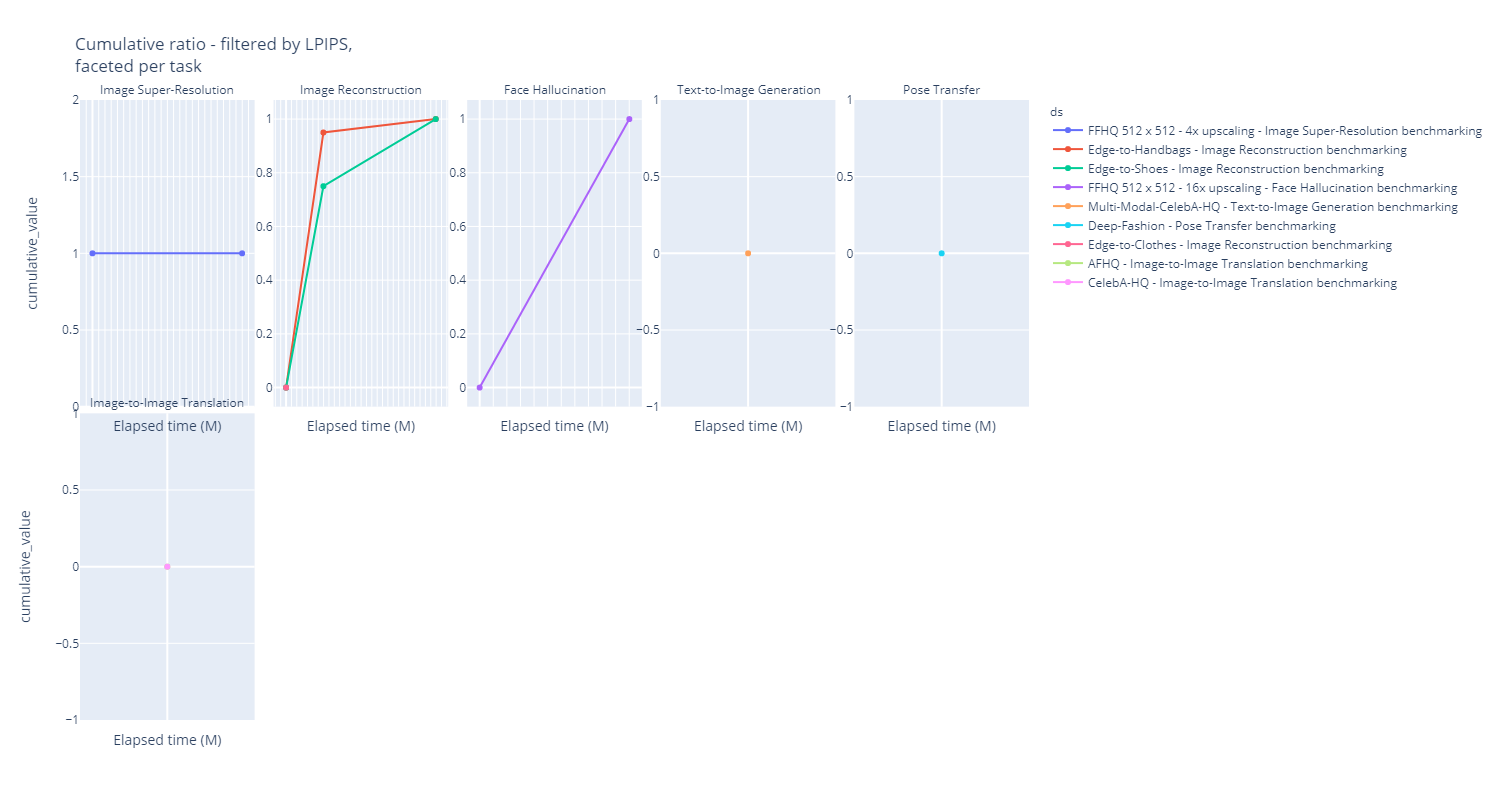 Cumulative ratio - filtered by LPIPS,
faceted per task
Image Super-Resolution
Image Reconstruction
Face Hallucination
Text-to-Image Generation
Pose Transfer
cumulative_value
2
1.5
1
0.5
0
1
0.8
0.6
0.4
0.2
0
1
0.8
0.6
0.4
0.2
0
1
0.5
0
−0.5
−1
1
0.5
0
−0.5
−1
Elapsed time (M)
Elapsed time (M)
Elapsed time (M)
Elapsed time (M)
Elapsed time (M)
ds
FFHQ 512 x 512 - 4x upscaling - Image Super-Resolution benchmarking
Edge-to-Handbags - Image Reconstruction benchmarking
Edge-to-Shoes - Image Reconstruction benchmarking
FFHQ 512 x 512 - 16x upscaling - Face Hallucination benchmarking
Multi-Modal-CelebA-HQ - Text-to-Image Generation benchmarking
Deep-Fashion - Pose Transfer benchmarking
Edge-to-Clothes - Image Reconstruction benchmarking
AFHQ - Image-to-Image Translation benchmarking
CelebA-HQ - Image-to-Image Translation benchmarking
Image-to-Image Translation
cumulative_value
1
0.5
0
−0.5
−1
Elapsed time (M)